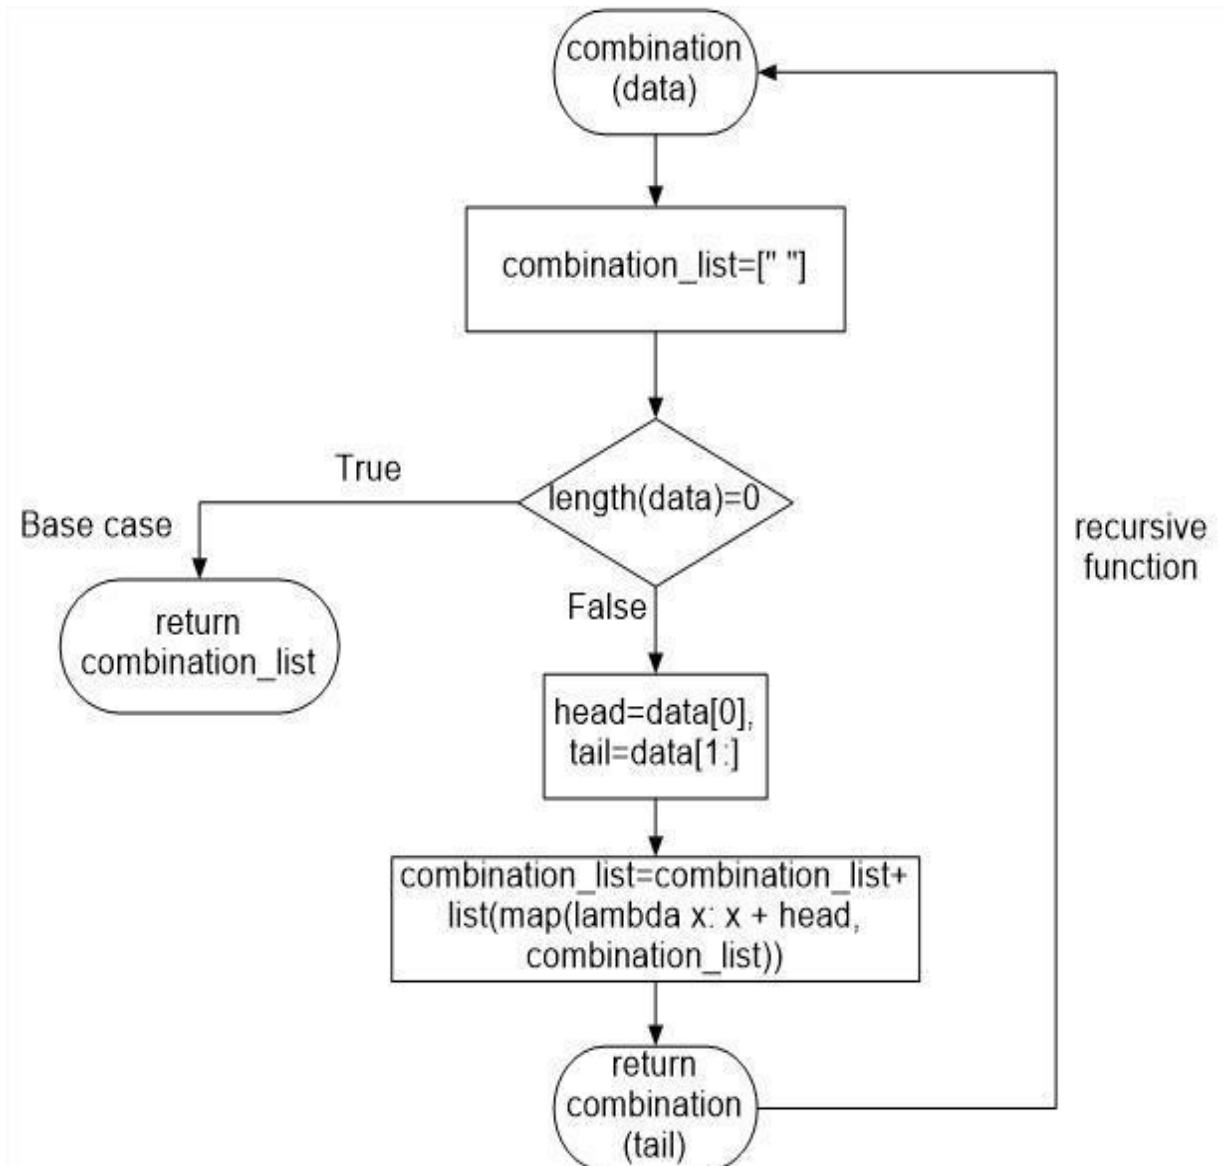 combination
(data)
combination_list=[" "]
True
length(data)=0
Base case
recursive
function
return
combination_list
False
head=data[0],
tail=data[1:]
combination_list=combination_list+
list(map(lambda x: x + head,
combination_list))
return
combination
(tail)